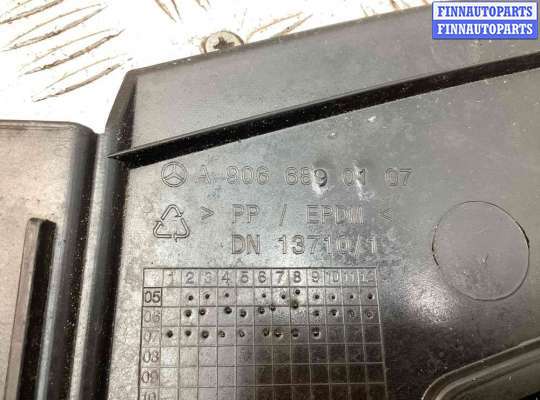 FINNAUTOPARTS
FINNAUTOPARTS
A 906 689 01 07
> PP / EPDM <
DN 13710/1
1 2 3 4 5 6 7 8 9 10 11 12
05
06
07
08
09
10